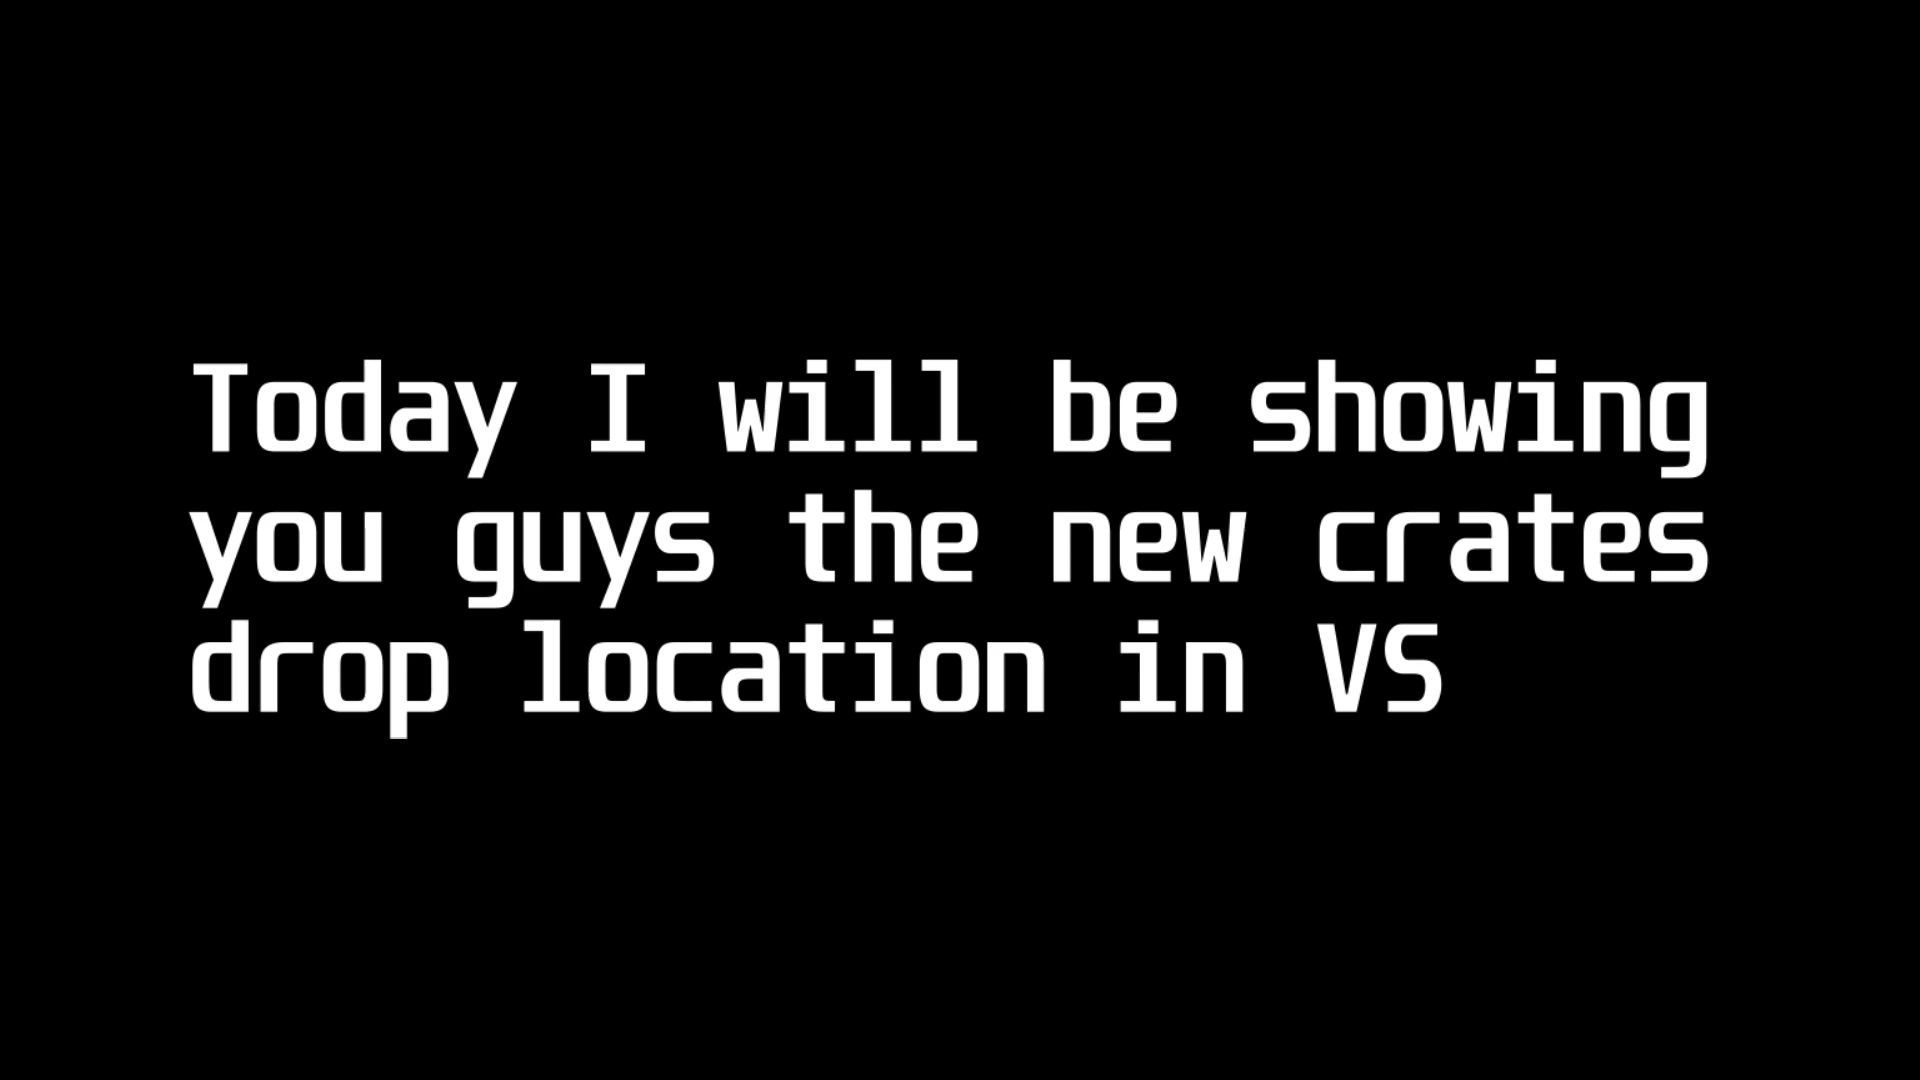 Today I will be showing
you guys the new crates
drop location in VS